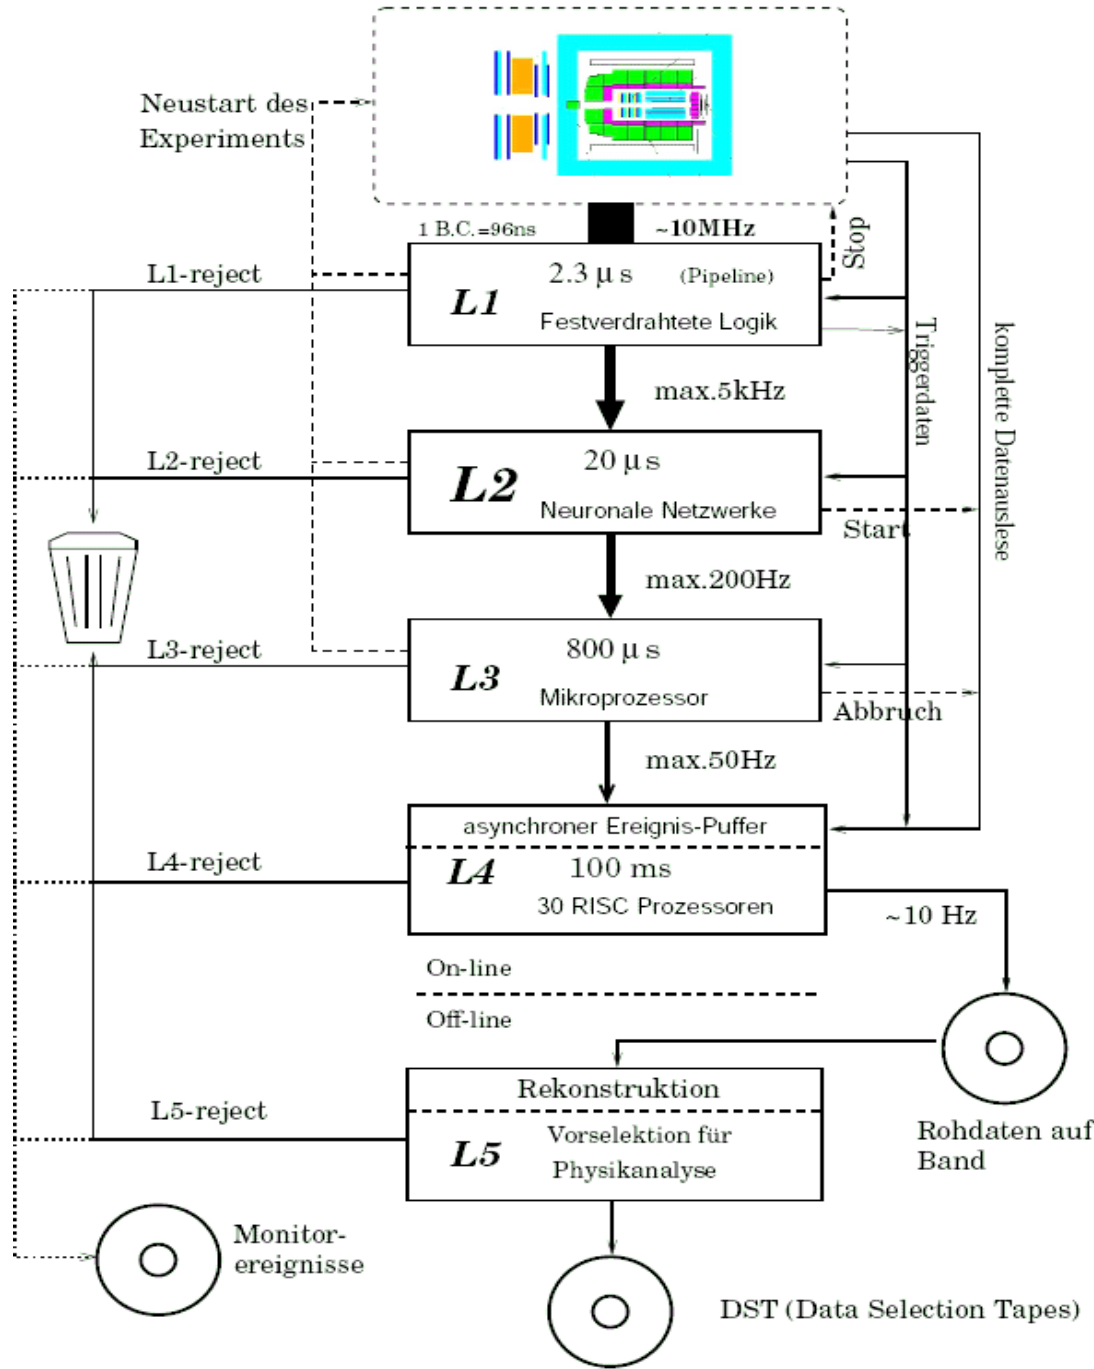 Neustart des
Experiments
1 B.C.=96ns
~10MHz
Stop
L1-reject
2.3 µ s
(Pipeline)
L1
Festverdrahtete Logik
Triggerdaten
komplette Datenauslese
max.5kHz
L2-reject
20 µ s
L2
Neuronale Netzwerke
Start
max.200Hz
L3-reject
800 µ s
L3
Mikroprozessor
Abbruch
max.50Hz
asynchroner Ereignis-Puffer
L4-reject
L4
100 ms
30 RISC Prozessoren
~10 Hz
On-line
Off-line
Rekonstruktion
L5-reject
L5
Vorselektion für
Physikanalyse
Rohdaten auf
Band
Monitor-
ereignisse
DST (Data Selection Tapes)